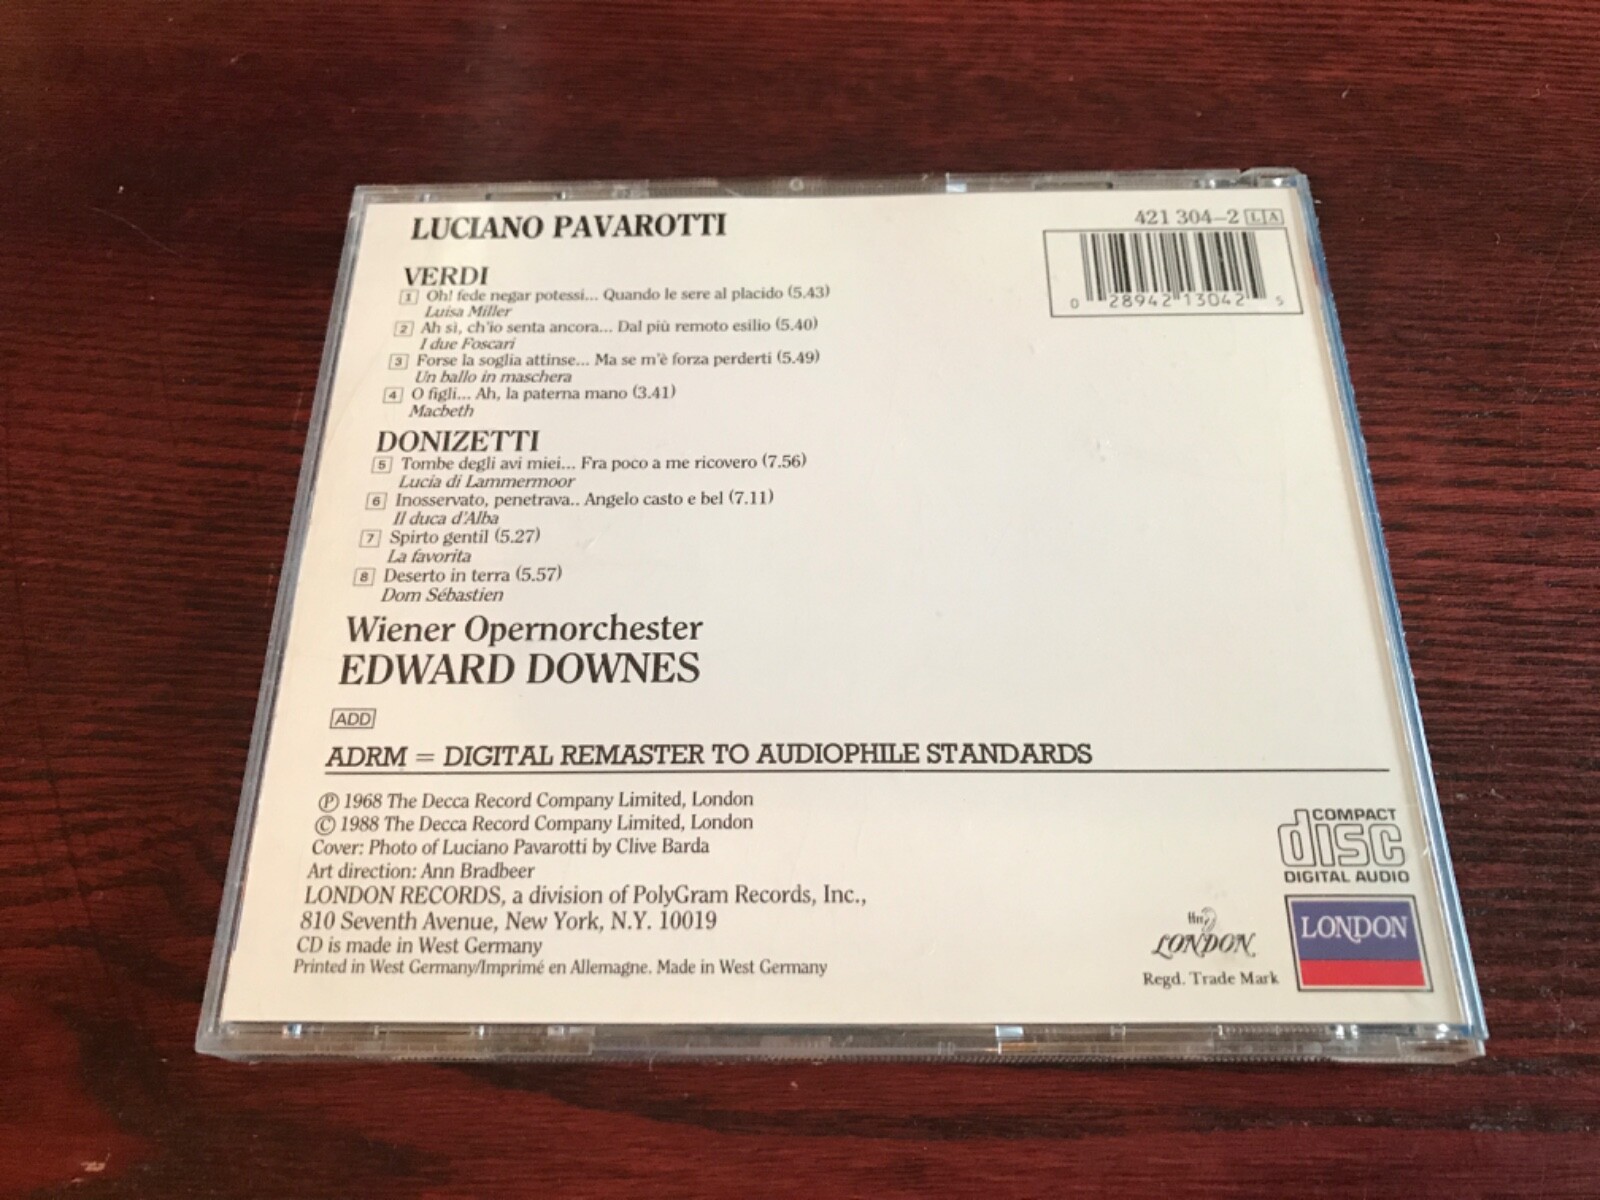 LUCIANO PAVAROTTI
421 304-2 LA
0 28942 13042 5
VERDI
1 Oh! fede negar potessi... Quando le sere al placido (5.43)
Luisa Miller
2 Ah sì, ch'io senta ancora... Dal più remoto esilio (5.40)
I due Foscari
3 Forse la soglia attinse... Ma se m'è forza perderti (5.49)
Un ballo in maschera
4 O figli... Ah, la paterna mano (3.41)
Macbeth
DONIZETTI
5 Tombe degli avi miei... Fra poco a me ricovero (7.56)
Lucia di Lammermoor
6 Inosservato, penetrava.. Angelo casto e bel (7.11)
Il duca d'Alba
7 Spirto gentil (5.27)
La favorita
8 Deserto in terra (5.57)
Dom Sébastien
Wiener Opernorchester
EDWARD DOWNES
ADD
ADRM = DIGITAL REMASTER TO AUDIOPHILE STANDARDS
Ⓟ 1968 The Decca Record Company Limited, London
© 1988 The Decca Record Company Limited, London
Cover: Photo of Luciano Pavarotti by Clive Barda
Art direction: Ann Bradbeer
LONDON RECORDS, a division of PolyGram Records, Inc.,
810 Seventh Avenue, New York, N.Y. 10019
CD is made in West Germany
Printed in West Germany/Imprimé en Allemagne. Made in West Germany
COMPACT
disc
DIGITAL AUDIO
ffrr
LONDON
Regd. Trade Mark
LONDON